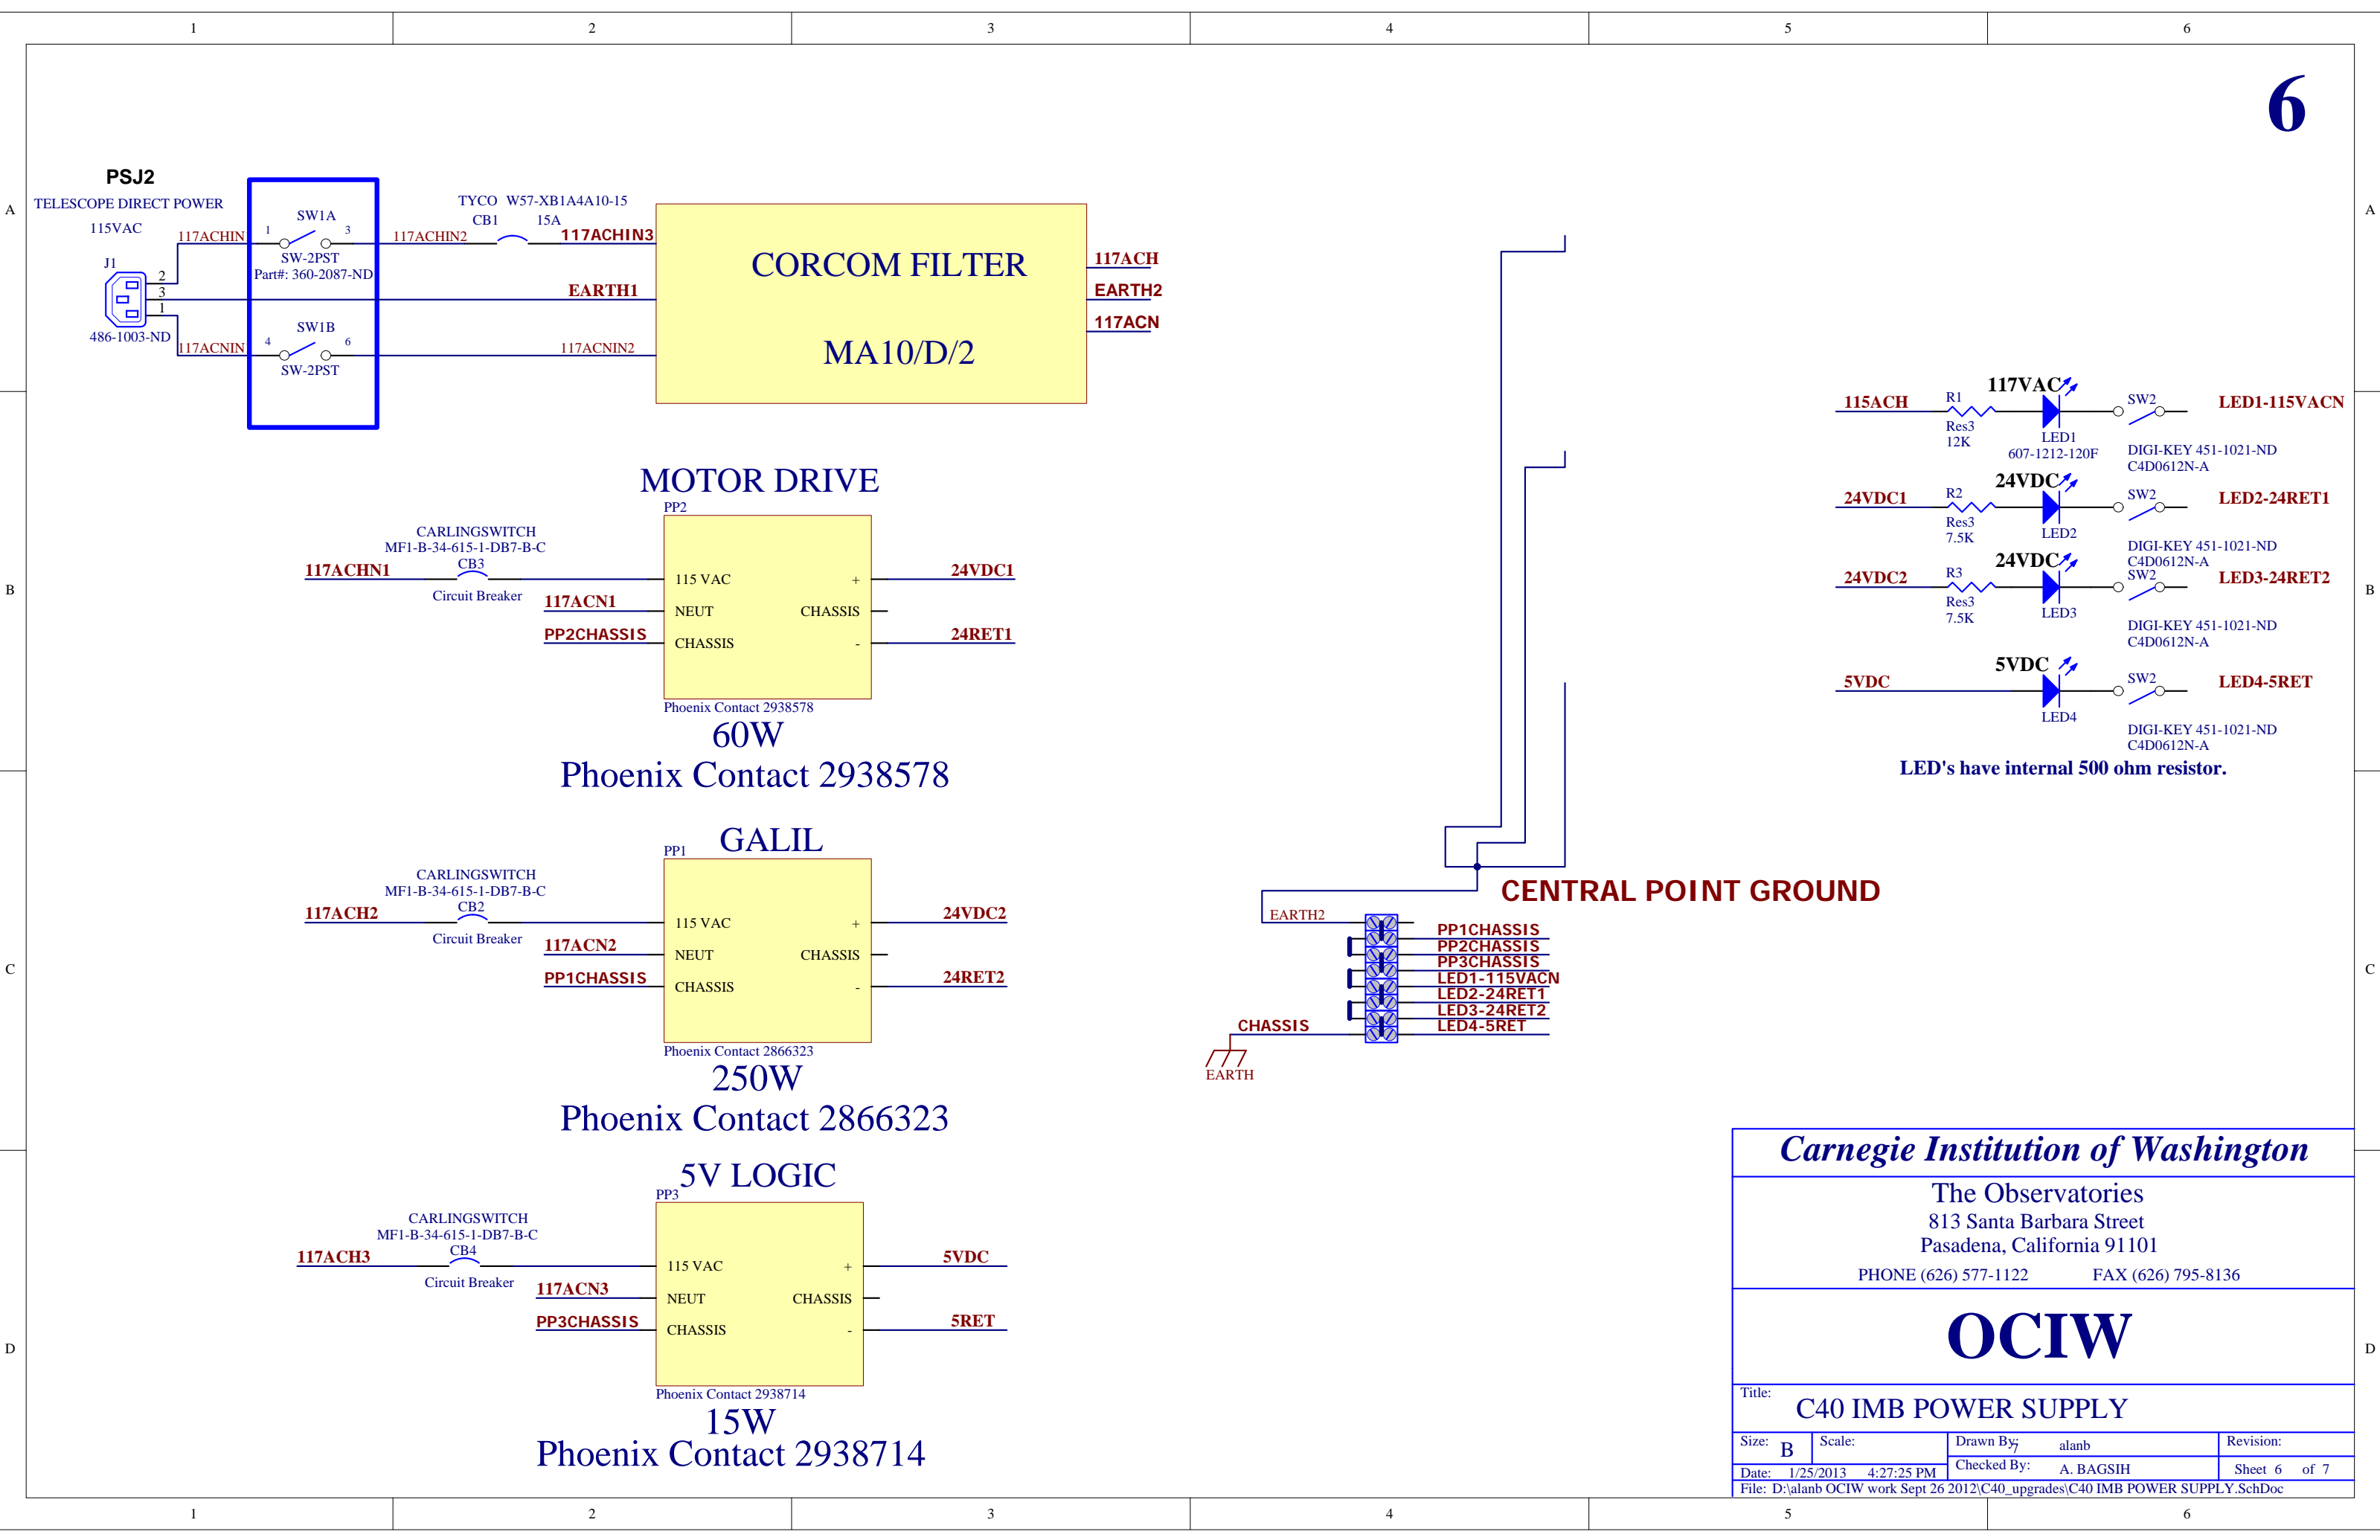 1 2 3 4 5 6
6
A A
B B
C C
D D
PSJ2
TELESCOPE DIRECT POWER
115VAC
J1
2
3
1
486-1003-ND
117ACHIN
117ACNIN
SW1A
1 3
SW-2PST
Part#: 360-2087-ND
SW1B
4 6
SW-2PST
117ACHIN2
TYCO W57-XB1A4A10-15
CB1 15A
117ACHIN3
EARTH1
117ACNIN2
CORCOM FILTER
MA10/D/2
117ACH
EARTH2
117ACN
MOTOR DRIVE
PP2
CARLINGSWITCH
MF1-B-34-615-1-DB7-B-C
CB3
117ACHN1
Circuit Breaker
117ACN1
PP2CHASSIS
115 VAC +
NEUT CHASSIS
CHASSIS -
24VDC1
24RET1
Phoenix Contact 2938578
60W
Phoenix Contact 2938578
GALIL
PP1
CARLINGSWITCH
MF1-B-34-615-1-DB7-B-C
CB2
117ACH2
Circuit Breaker
117ACN2
PP1CHASSIS
115 VAC +
NEUT CHASSIS
CHASSIS -
24VDC2
24RET2
Phoenix Contact 2866323
250W
Phoenix Contact 2866323
5V LOGIC
PP3
CARLINGSWITCH
MF1-B-34-615-1-DB7-B-C
CB4
117ACH3
Circuit Breaker
117ACN3
PP3CHASSIS
115 VAC +
NEUT CHASSIS
CHASSIS -
5VDC
5RET
Phoenix Contact 2938714
15W
Phoenix Contact 2938714
CENTRAL POINT GROUND
EARTH2
PP1CHASSIS
PP2CHASSIS
PP3CHASSIS
LED1-115VACN
LED2-24RET1
LED3-24RET2
LED4-5RET
CHASSIS
EARTH
117VAC
115ACH R1 SW2 LED1-115VACN
Res3
12K
LED1
607-1212-120F
DIGI-KEY 451-1021-ND
C4D0612N-A
24VDC
24VDC1 R2 SW2 LED2-24RET1
Res3
7.5K
LED2
DIGI-KEY 451-1021-ND
C4D0612N-A
24VDC
24VDC2 R3 SW2 LED3-24RET2
Res3
7.5K
LED3
DIGI-KEY 451-1021-ND
C4D0612N-A
5VDC
5VDC SW2 LED4-5RET
LED4
DIGI-KEY 451-1021-ND
C4D0612N-A
LED's have internal 500 ohm resistor.
Carnegie Institution of Washington
The Observatories
813 Santa Barbara Street
Pasadena, California 91101
PHONE (626) 577-1122 FAX (626) 795-8136
OCIW
Title:
C40 IMB POWER SUPPLY
Size: B Scale: Drawn By: 7 alanb Revision:
Date: 1/25/2013 4:27:25 PM Checked By: A. BAGSIH Sheet 6 of 7
File: D:\alanb OCIW work Sept 26 2012\C40_upgrades\C40 IMB POWER SUPPLY.SchDoc
1 2 3 4 5 6